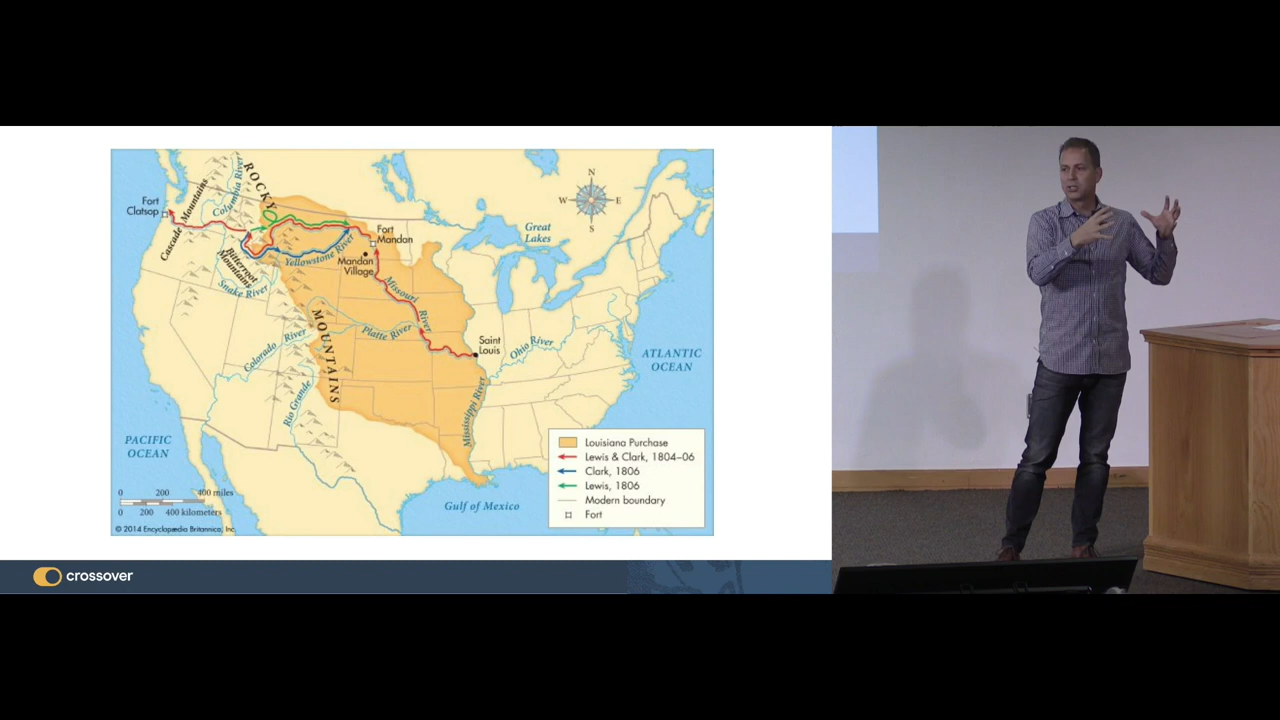 ROCKY
Columbia River
Cascade Mountains
Fort
Clatsop
N
W
E
S
Great
Lakes
Fort
Mandan
Mandan
Village
Yellowstone River
Bitterroot
Mountains
Snake River
Missouri
River
MOUNTAINS
Platte River
Saint
Louis
Ohio River
ATLANTIC
OCEAN
Colorado River
Rio Grande
Mississippi River
PACIFIC
OCEAN
Gulf of Mexico
Louisiana Purchase
Lewis & Clark, 1804–06
Clark, 1806
Lewis, 1806
Modern boundary
Fort
0 200 400 miles
0 200 400 kilometers
© 2014 Encyclopædia Britannica, Inc.
crossover